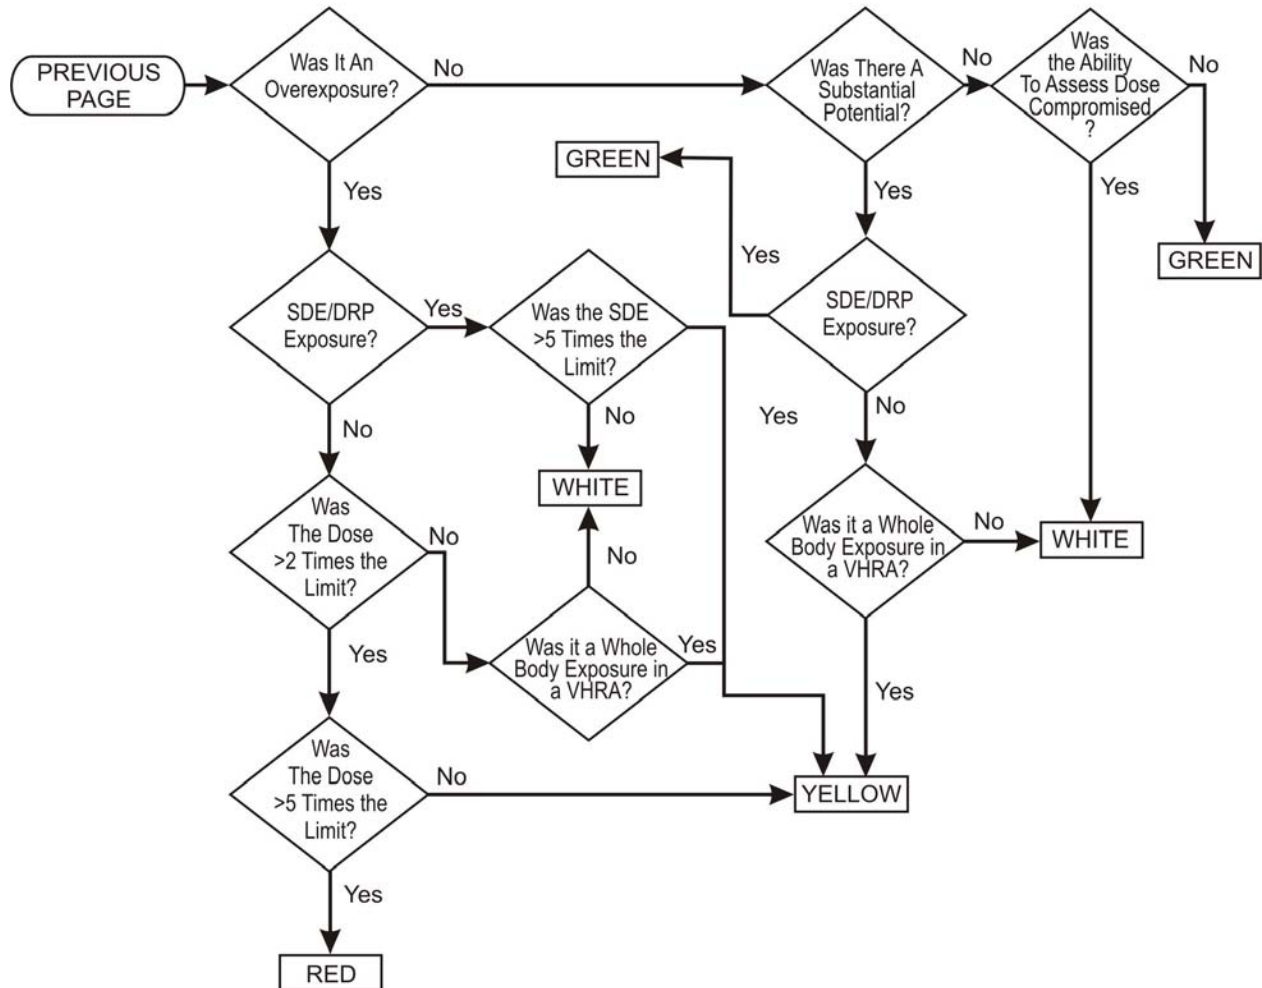 PREVIOUS
PAGE
Was It An
Overexposure?
No
Was There A
Substantial
Potential?
No
Was
the Ability
To Assess Dose
Compromised
?
No
GREEN
Yes
Yes
Yes
GREEN
Yes
SDE/DRP
Exposure?
Yes
Was the SDE
>5 Times the
Limit?
SDE/DRP
Exposure?
No
No
Yes
No
WHITE
Was
The Dose
>2 Times the
Limit?
No
No
Was it a Whole
Body Exposure in
a VHRA?
No
WHITE
Yes
Was it a Whole
Body Exposure in
a VHRA?
Yes
Yes
Was
The Dose
>5 Times the
Limit?
No
YELLOW
Yes
RED